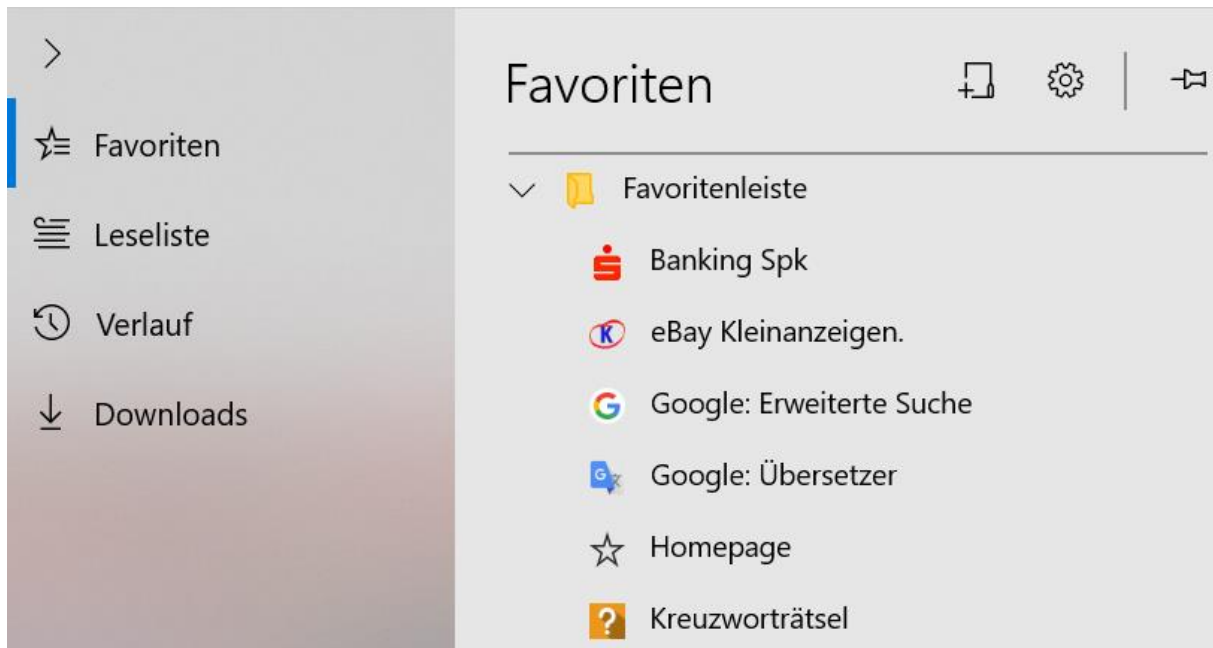 Favoriten
Leseliste
Verlauf
Downloads
Favoriten
Favoritenleiste
Banking Spk
eBay Kleinanzeigen.
Google: Erweiterte Suche
Google: Übersetzer
Homepage
Kreuzworträtsel